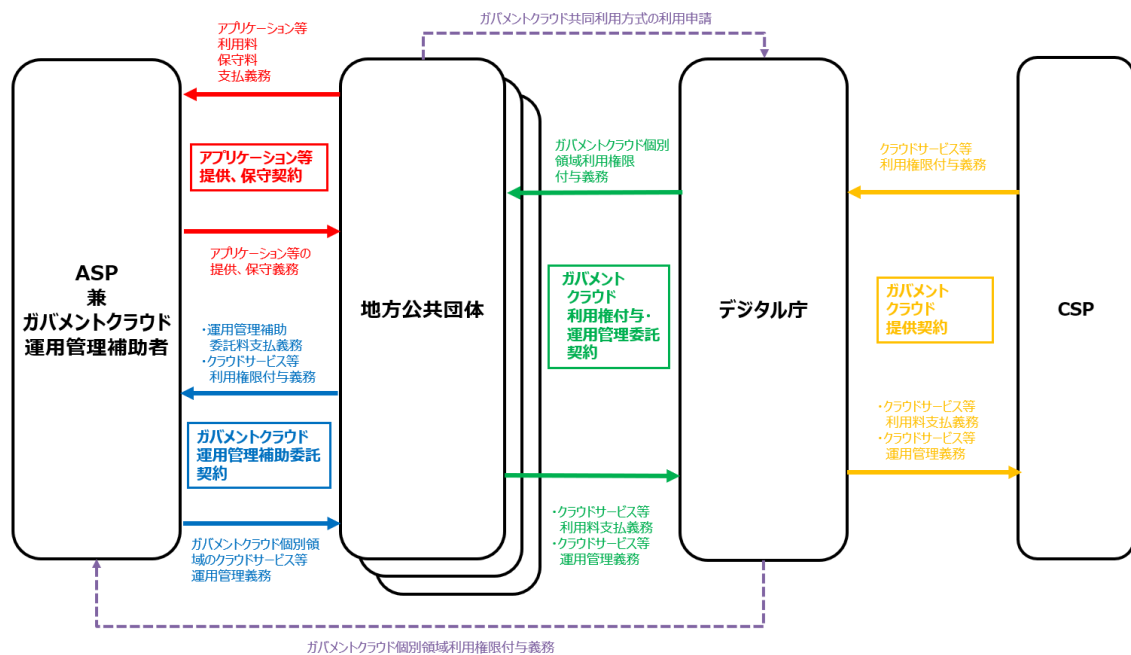 ガバメントクラウド共同利用方式の利用申請
アプリケーション等
利用料
保守料
支払義務
アプリケーション等
提供、保守契約
アプリケーション等の
提供、保守義務
ASP
兼
ガバメントクラウド
運用管理補助者
・運用管理補助
委託料支払義務
・クラウドサービス等
利用権限付与義務
ガバメントクラウド
運用管理補助委託
契約
ガバメントクラウド個別領
域のクラウドサービス等
運用管理義務
地方公共団体
ガバメントクラウド個別
領域利用権限
付与義務
ガバメント
クラウド
利用権付与・
運用管理委託
契約
・クラウドサービス等
利用料支払義務
・クラウドサービス等
運用管理義務
デジタル庁
クラウドサービス等
利用権限付与義務
ガバメント
クラウド
提供契約
・クラウドサービス等
利用料支払義務
・クラウドサービス等
運用管理義務
CSP
ガバメントクラウド個別領域利用権限付与義務